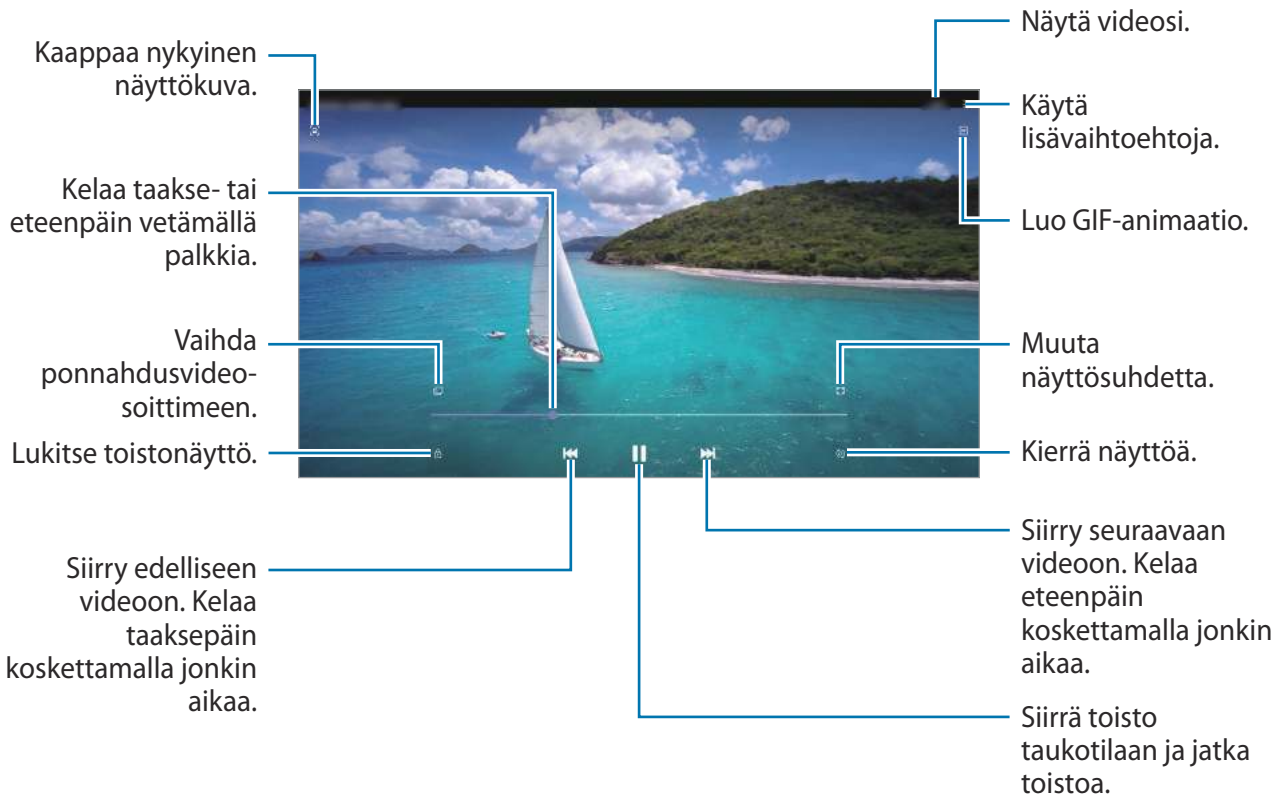 Kaappaa nykyinen
näyttökuva.
Kelaa taakse- tai
eteenpäin vetämällä
palkkia.
Vaihda
ponnahdusvideo-
soittimeen.
Lukitse toistonäyttö.
Siirry edelliseen
videoon. Kelaa
taaksepäin
koskettamalla jonkin
aikaa.
Näytä videosi.
Käytä
lisävaihtoehtoja.
Luo GIF-animaatio.
Muuta
näyttösuhdetta.
Kierrä näyttöä.
Siirry seuraavaan
videoon. Kelaa
eteenpäin
koskettamalla jonkin
aikaa.
Siirrä toisto
taukotilaan ja jatka
toistoa.